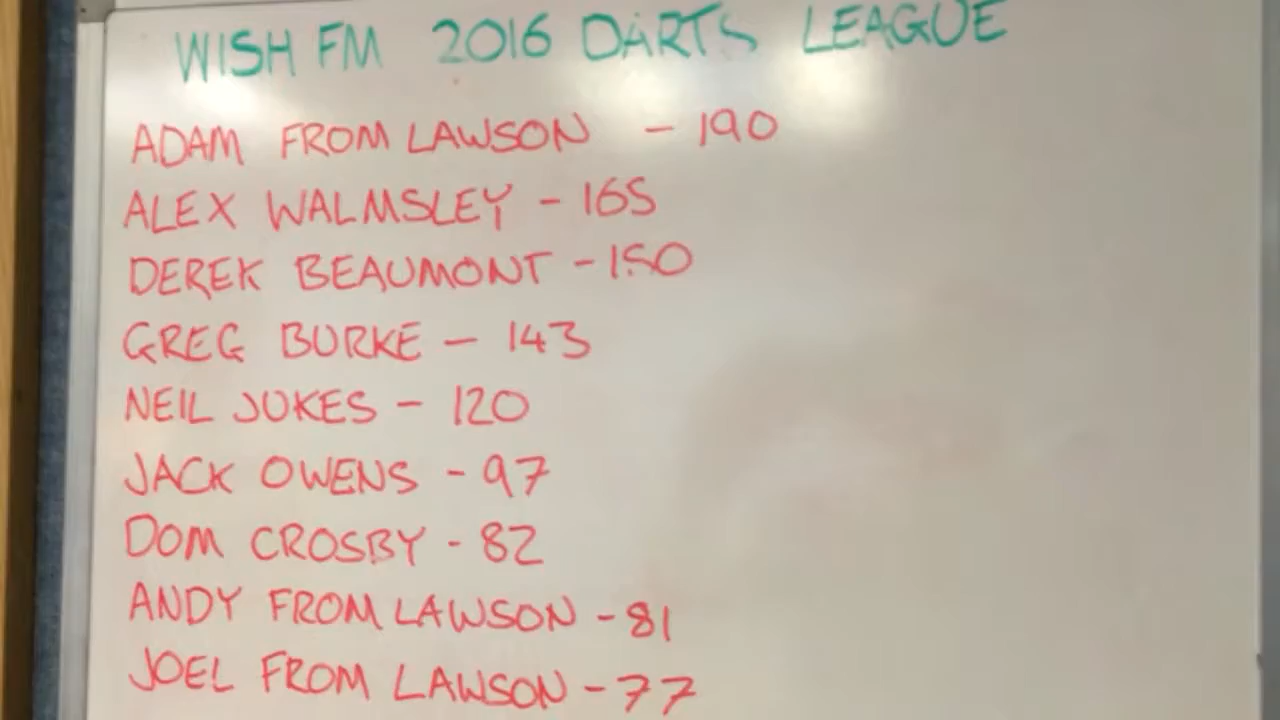 WISH FM 2016 DARTS LEAGUE
ADAM FROM LAWSON - 190
ALEX WALMSLEY - 165
DEREK BEAUMONT - 150
GREG BURKE - 143
NEIL JUKES - 120
JACK OWENS - 97
DOM CROSBY - 82
ANDY FROM LAWSON - 81
JOEL FROM LAWSON - 77